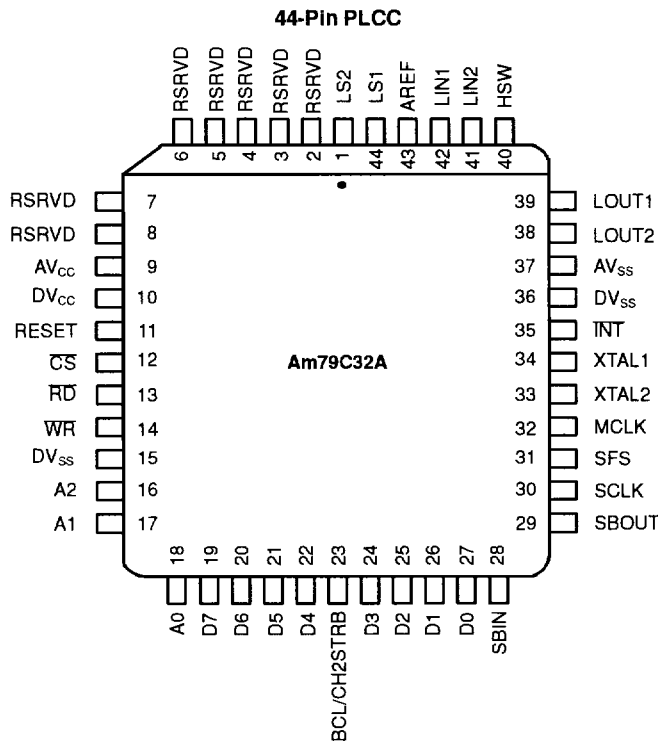 44-Pin PLCC
RSRVD
RSRVD
RSRVD
RSRVD
RSRVD
LS2
LS1
AREF
LIN1
LIN2
HSW
6
5
4
3
2
1
44
43
42
41
40
RSRVD 7
RSRVD 8
AVCC 9
DVCC 10
RESET 11
CS 12
RD 13
WR 14
DVSS 15
A2 16
A1 17
39 LOUT1
38 LOUT2
37 AVSS
36 DVSS
35 INT
34 XTAL1
33 XTAL2
32 MCLK
31 SFS
30 SCLK
29 SBOUT
Am79C32A
18
19
20
21
22
23
24
25
26
27
28
A0
D7
D6
D5
D4
BCL/CH2STRB
D3
D2
D1
D0
SBIN